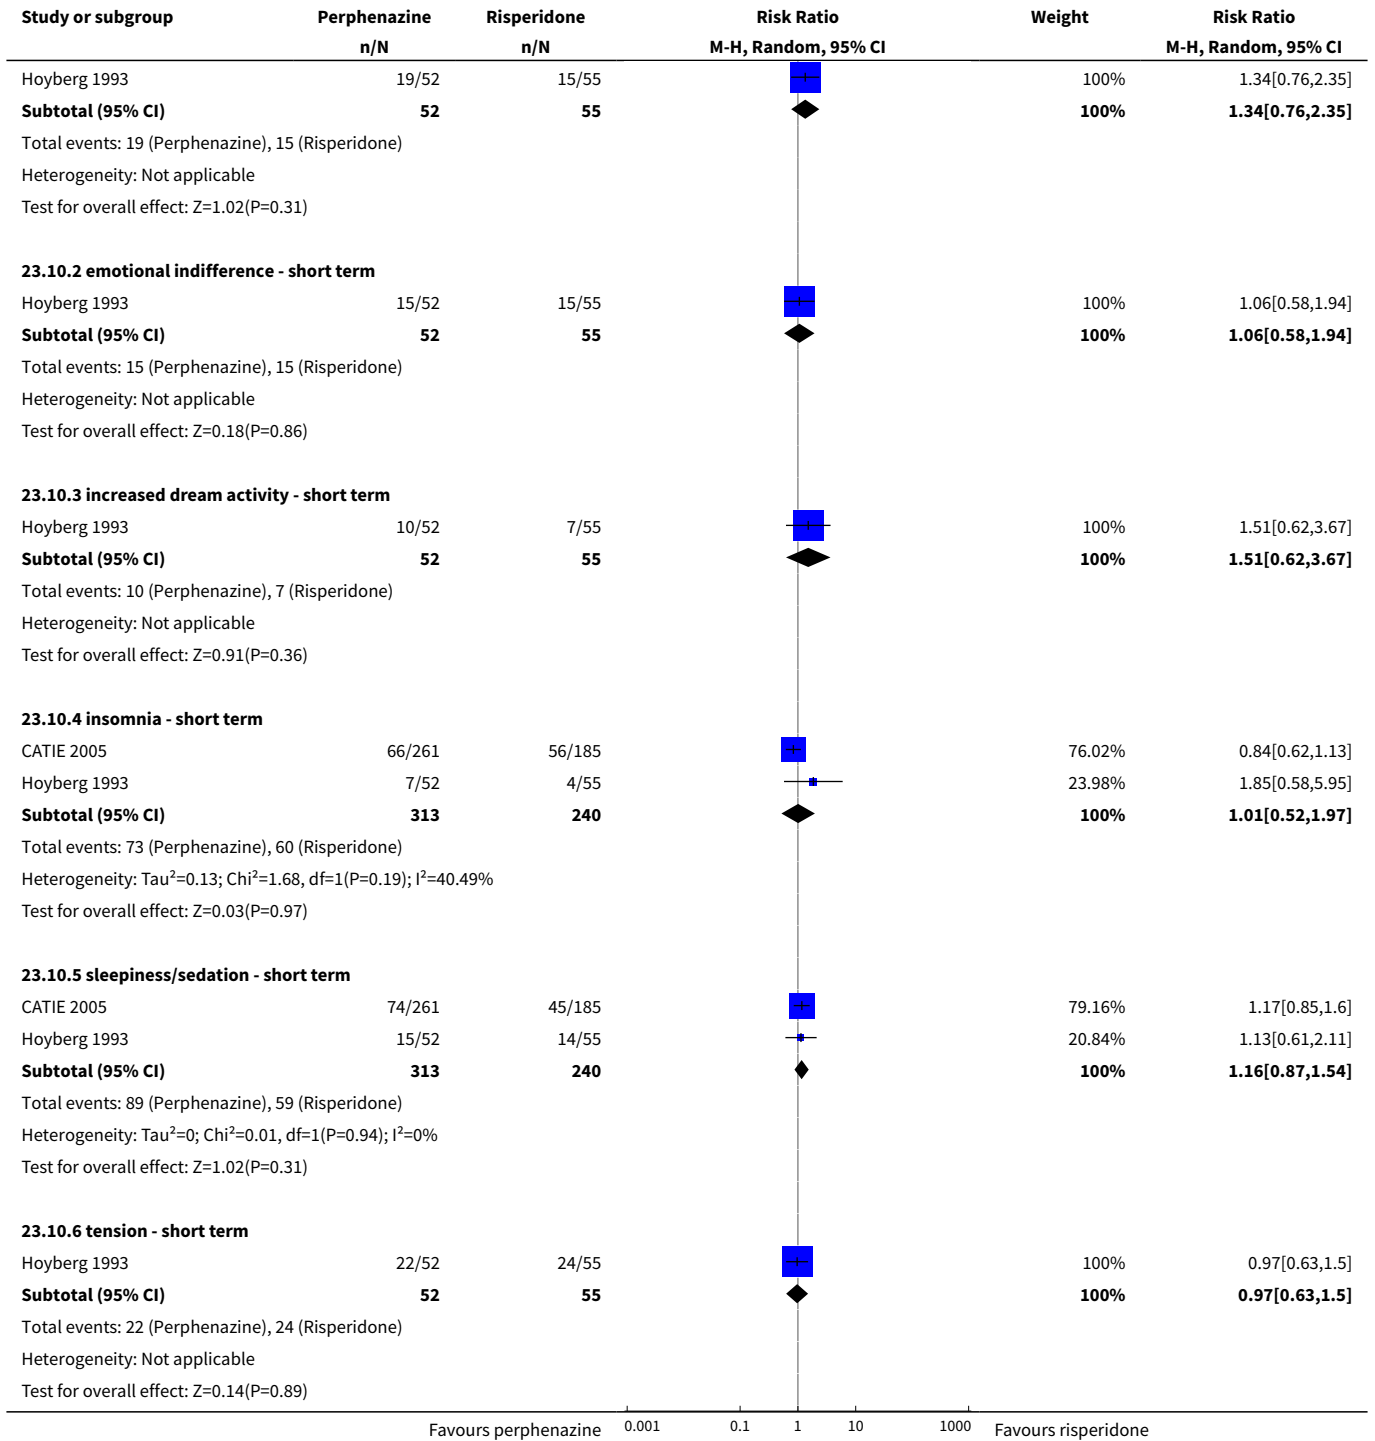 Study or subgroup Perphenazine Risperidone Risk Ratio Weight Risk Ratio
n/N n/N M-H, Random, 95% CI M-H, Random, 95% CI
Hoyberg 1993 19/52 15/55 100% 1.34[0.76,2.35]
Subtotal (95% CI) 52 55 100% 1.34[0.76,2.35]
Total events: 19 (Perphenazine), 15 (Risperidone)
Heterogeneity: Not applicable
Test for overall effect: Z=1.02(P=0.31)
23.10.2 emotional indifference - short term
Hoyberg 1993 15/52 15/55 100% 1.06[0.58,1.94]
Subtotal (95% CI) 52 55 100% 1.06[0.58,1.94]
Total events: 15 (Perphenazine), 15 (Risperidone)
Heterogeneity: Not applicable
Test for overall effect: Z=0.18(P=0.86)
23.10.3 increased dream activity - short term
Hoyberg 1993 10/52 7/55 100% 1.51[0.62,3.67]
Subtotal (95% CI) 52 55 100% 1.51[0.62,3.67]
Total events: 10 (Perphenazine), 7 (Risperidone)
Heterogeneity: Not applicable
Test for overall effect: Z=0.91(P=0.36)
23.10.4 insomnia - short term
CATIE 2005 66/261 56/185 76.02% 0.84[0.62,1.13]
Hoyberg 1993 7/52 4/55 23.98% 1.85[0.58,5.95]
Subtotal (95% CI) 313 240 100% 1.01[0.52,1.97]
Total events: 73 (Perphenazine), 60 (Risperidone)
Heterogeneity: Tau²=0.13; Chi²=1.68, df=1(P=0.19); I²=40.49%
Test for overall effect: Z=0.03(P=0.97)
23.10.5 sleepiness/sedation - short term
CATIE 2005 74/261 45/185 79.16% 1.17[0.85,1.6]
Hoyberg 1993 15/52 14/55 20.84% 1.13[0.61,2.11]
Subtotal (95% CI) 313 240 100% 1.16[0.87,1.54]
Total events: 89 (Perphenazine), 59 (Risperidone)
Heterogeneity: Tau²=0; Chi²=0.01, df=1(P=0.94); I²=0%
Test for overall effect: Z=1.02(P=0.31)
23.10.6 tension - short term
Hoyberg 1993 22/52 24/55 100% 0.97[0.63,1.5]
Subtotal (95% CI) 52 55 100% 0.97[0.63,1.5]
Total events: 22 (Perphenazine), 24 (Risperidone)
Heterogeneity: Not applicable
Test for overall effect: Z=0.14(P=0.89)
Favours perphenazine 0.001 0.1 1 10 1000 Favours risperidone